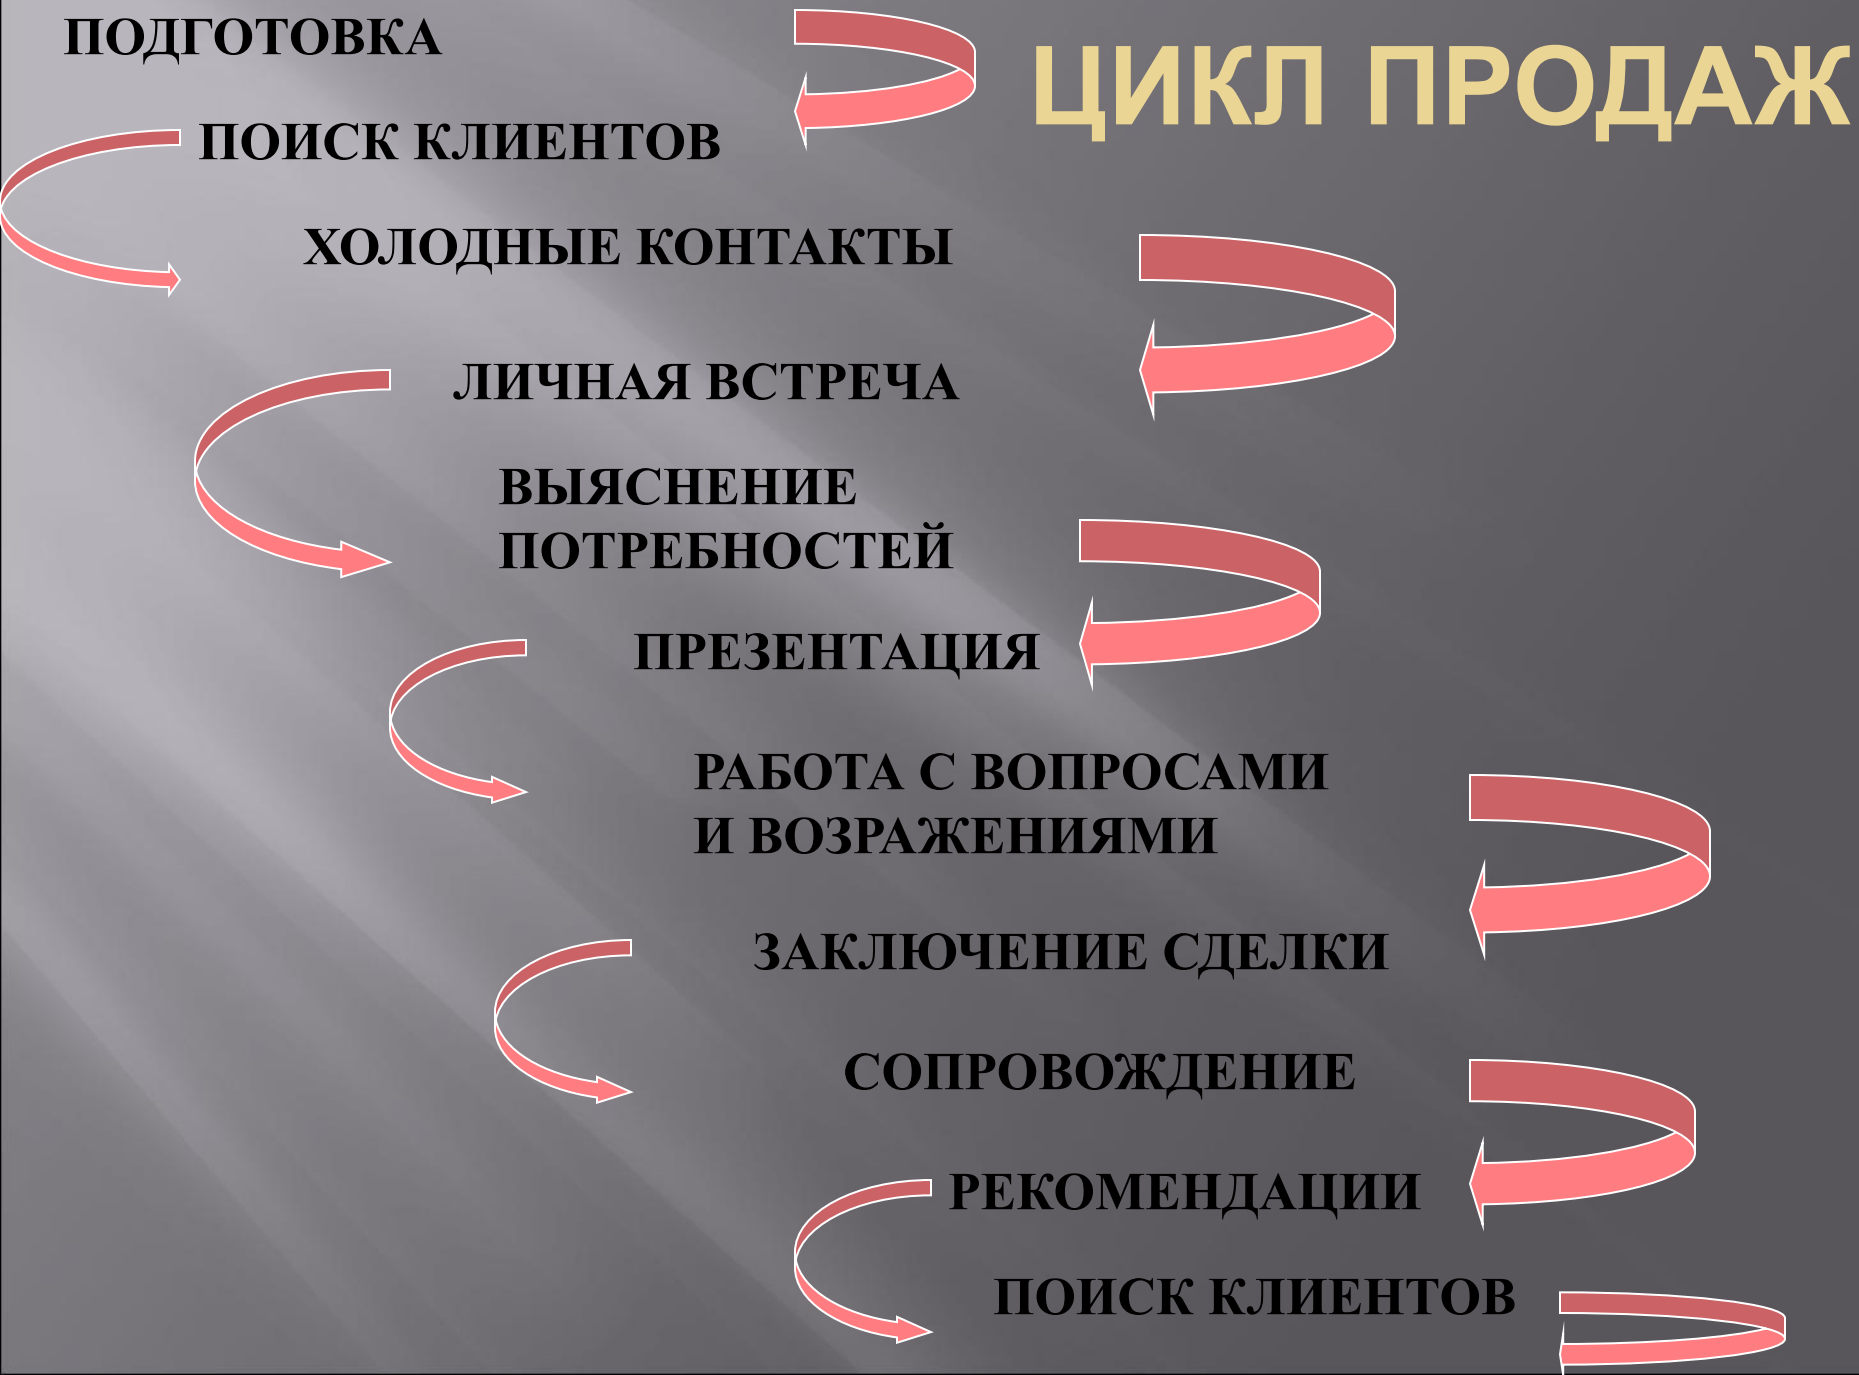 ЦИКЛ ПРОДАЖ
ПОДГОТОВКА
ПОИСК КЛИЕНТОВ
ХОЛОДНЫЕ КОНТАКТЫ
ЛИЧНАЯ ВСТРЕЧА
ВЫЯСНЕНИЕ
ПОТРЕБНОСТЕЙ
ПРЕЗЕНТАЦИЯ
РАБОТА С ВОПРОСАМИ
И ВОЗРАЖЕНИЯМИ
ЗАКЛЮЧЕНИЕ СДЕЛКИ
СОПРОВОЖДЕНИЕ
РЕКОМЕНДАЦИИ
ПОИСК КЛИЕНТОВ